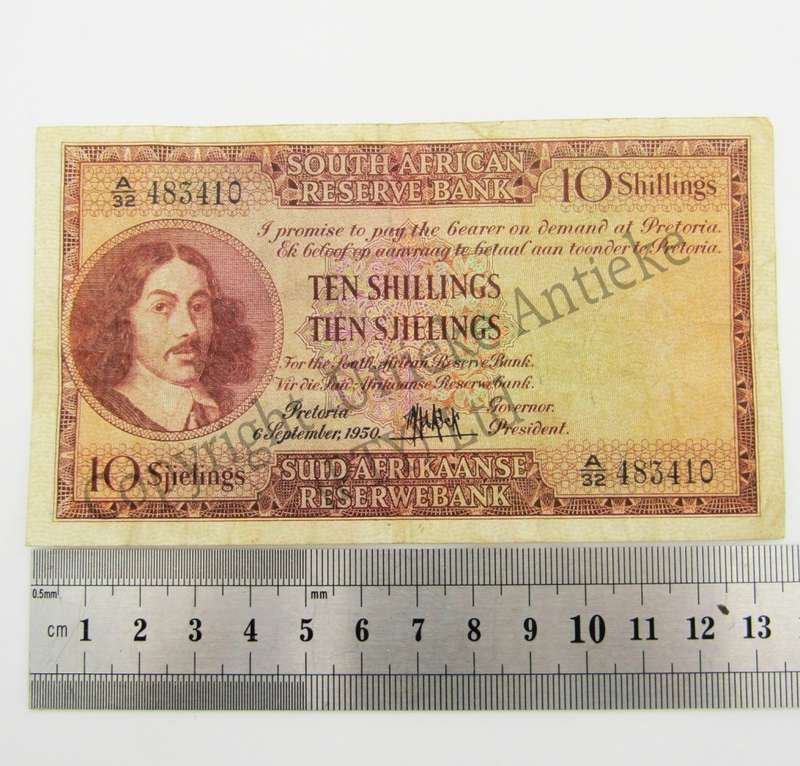 A/32 483410
SOUTH AFRICAN
RESERVE BANK
10 Shillings
I promise to pay the bearer on demand at Pretoria.
Ek beloof op aanvraag te betaal aan toonder te Pretoria.
TEN SHILLINGS
TIEN SJIELINGS
For the South African Reserve Bank.
Vir die Suid-Afrikaanse Reserwebank.
Pretoria
6 September, 1950.
Governor.
President.
10 Sjielings
SUID-AFRIKAANSE
RESERWEBANK
A/32 483410
Copyright Unieke Antieke
(PTY) Ltd
0.5mm
mm
cm 1 2 3 4 5 6 7 8 9 10 11 12 13